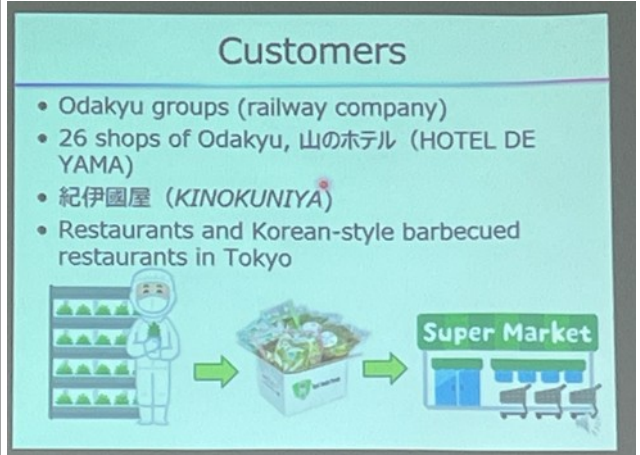 Customers
• Odakyu groups (railway company)
• 26 shops of Odakyu, 山のホテル（HOTEL DE
YAMA)
• 紀伊國屋（KINOKUNIYA）
• Restaurants and Korean-style barbecued
restaurants in Tokyo
Super Market